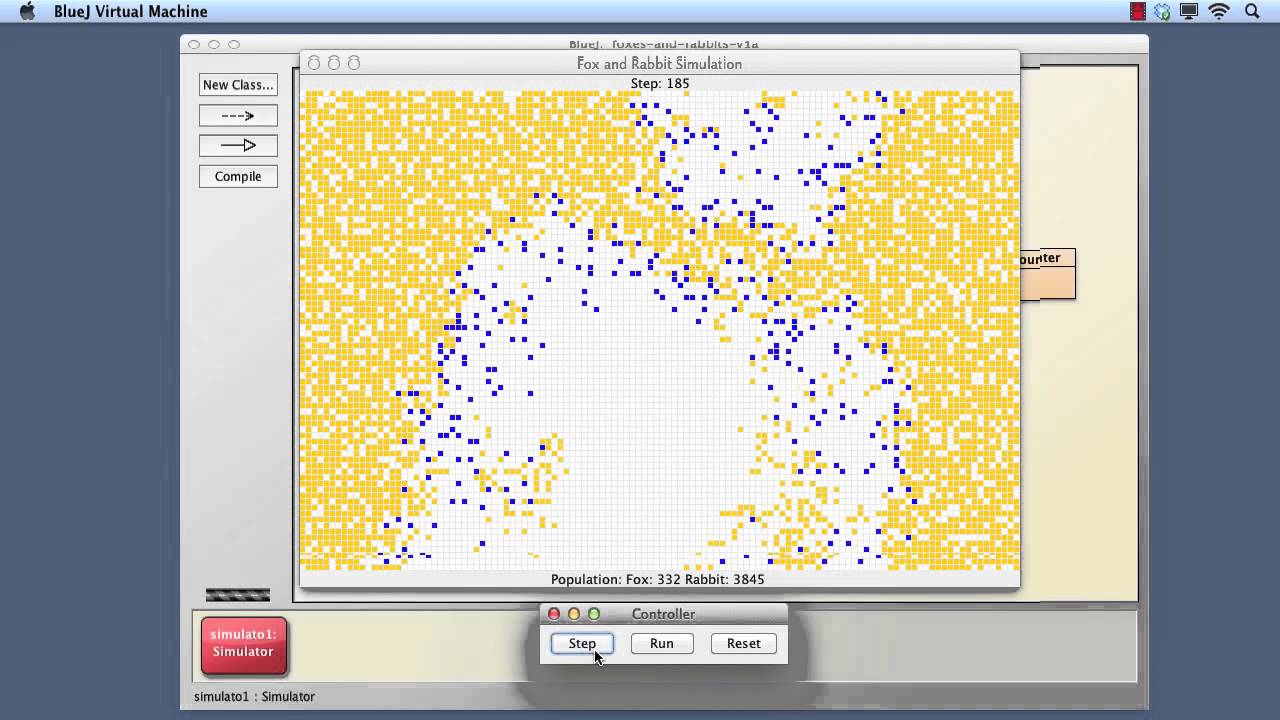 BlueJ Virtual Machine
BlueJ: foxes-and-rabbits-v1a
Fox and Rabbit Simulation
New Class...
Step: 185
Compile
ounter
Population: Fox: 332 Rabbit: 3845
Controller
simulato1:
Simulator
Step
Run
Reset
simulato1 : Simulator